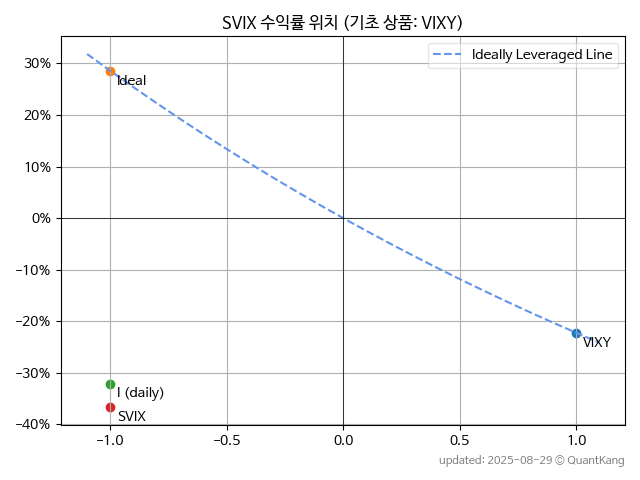 SVIX 수익률 위치 (기초 상품: VIXY)
Ideally Leveraged Line
30%
20%
10%
0%
−10%
−20%
−30%
−40%
Ideal
VIXY
I (daily)
SVIX
−1.0 −0.5 0.0 0.5 1.0
updated: 2025-08-29 © QuantKang